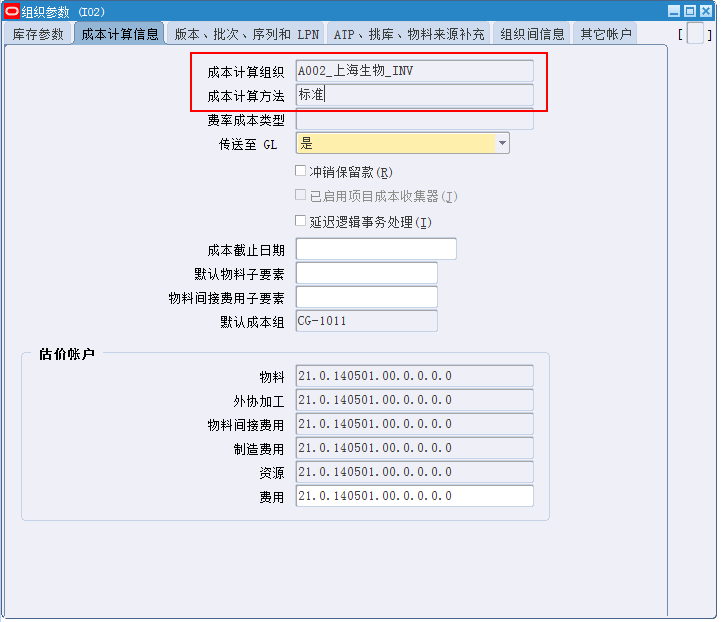 组织参数 (I02)
库存参数 成本计算信息 版本、批次、序列和 LPN ATP、挑库、物料来源补充 组织间信息 其它帐户 [ ]
成本计算组织 A002_上海生物_INV
成本计算方法 标准
费率成本类型
传送至 GL 是
冲销保留款(R)
已启用项目成本收集器(J)
延迟逻辑事务处理(I)
成本截止日期
默认物料子要素
物料间接费用子要素
默认成本组 CG-1011
估价帐户
物料 21.0.140501.00.0.0.0.0
外协加工 21.0.140501.00.0.0.0.0
物料间接费用 21.0.140501.00.0.0.0.0
制造费用 21.0.140501.00.0.0.0.0
资源 21.0.140501.00.0.0.0.0
费用 21.0.140501.00.0.0.0.0